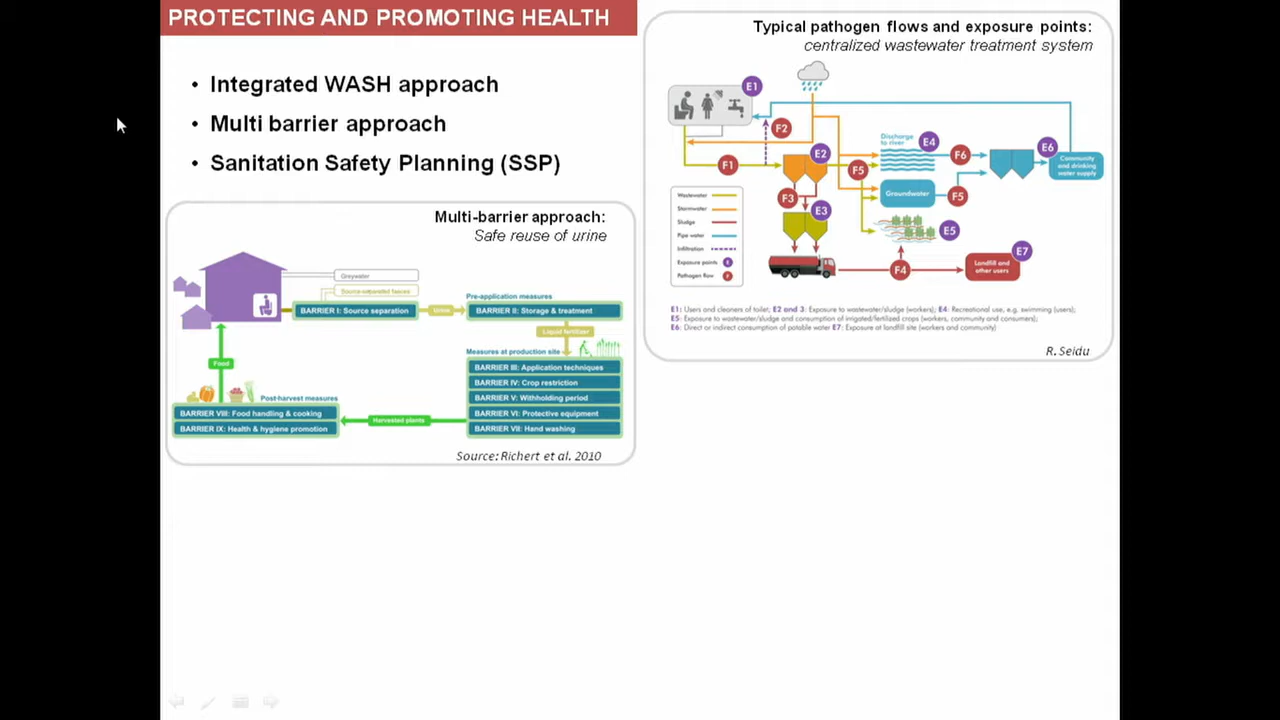 PROTECTING AND PROMOTING HEALTH
• Integrated WASH approach
• Multi barrier approach
• Sanitation Safety Planning (SSP)
Multi-barrier approach:
Safe reuse of urine
Greywater
Source-separated faeces
BARRIER I: Source separation
Urine
Pre-application measures
BARRIER II: Storage & treatment
Liquid fertilizer
Measures at production site
BARRIER III: Application techniques
BARRIER IV: Crop restriction
BARRIER V: Withholding period
BARRIER VI: Protective equipment
BARRIER VII: Hand washing
Harvested plants
Post-harvest measures
BARRIER VIII: Food handling & cooking
BARRIER IX: Health & hygiene promotion
Food
Source: Richert et al. 2010
Typical pathogen flows and exposure points:
centralized wastewater treatment system
E1
F2
F1
E2
F3
E3
F5
Discharge
to river
E4
F6
E6
Community
and drinking
water supply
Groundwater
F5
E5
F4
E7
Landfill and
other users
Wastewater
Stormwater
Sludge
Pipe water
Infiltration
Exposure points E
Pathogen flow F
E1: Users and cleaners of toilet; E2 and 3: Exposure to wastewater/sludge (workers); E4: Recreational use, e.g. swimming (users);
E5: Exposure to wastewater/sludge and consumption of irrigated/fertilized crops (workers, community and consumers);
E6: Direct or indirect consumption of potable water E7: Exposure at landfill site (workers and community)
R. Seidu